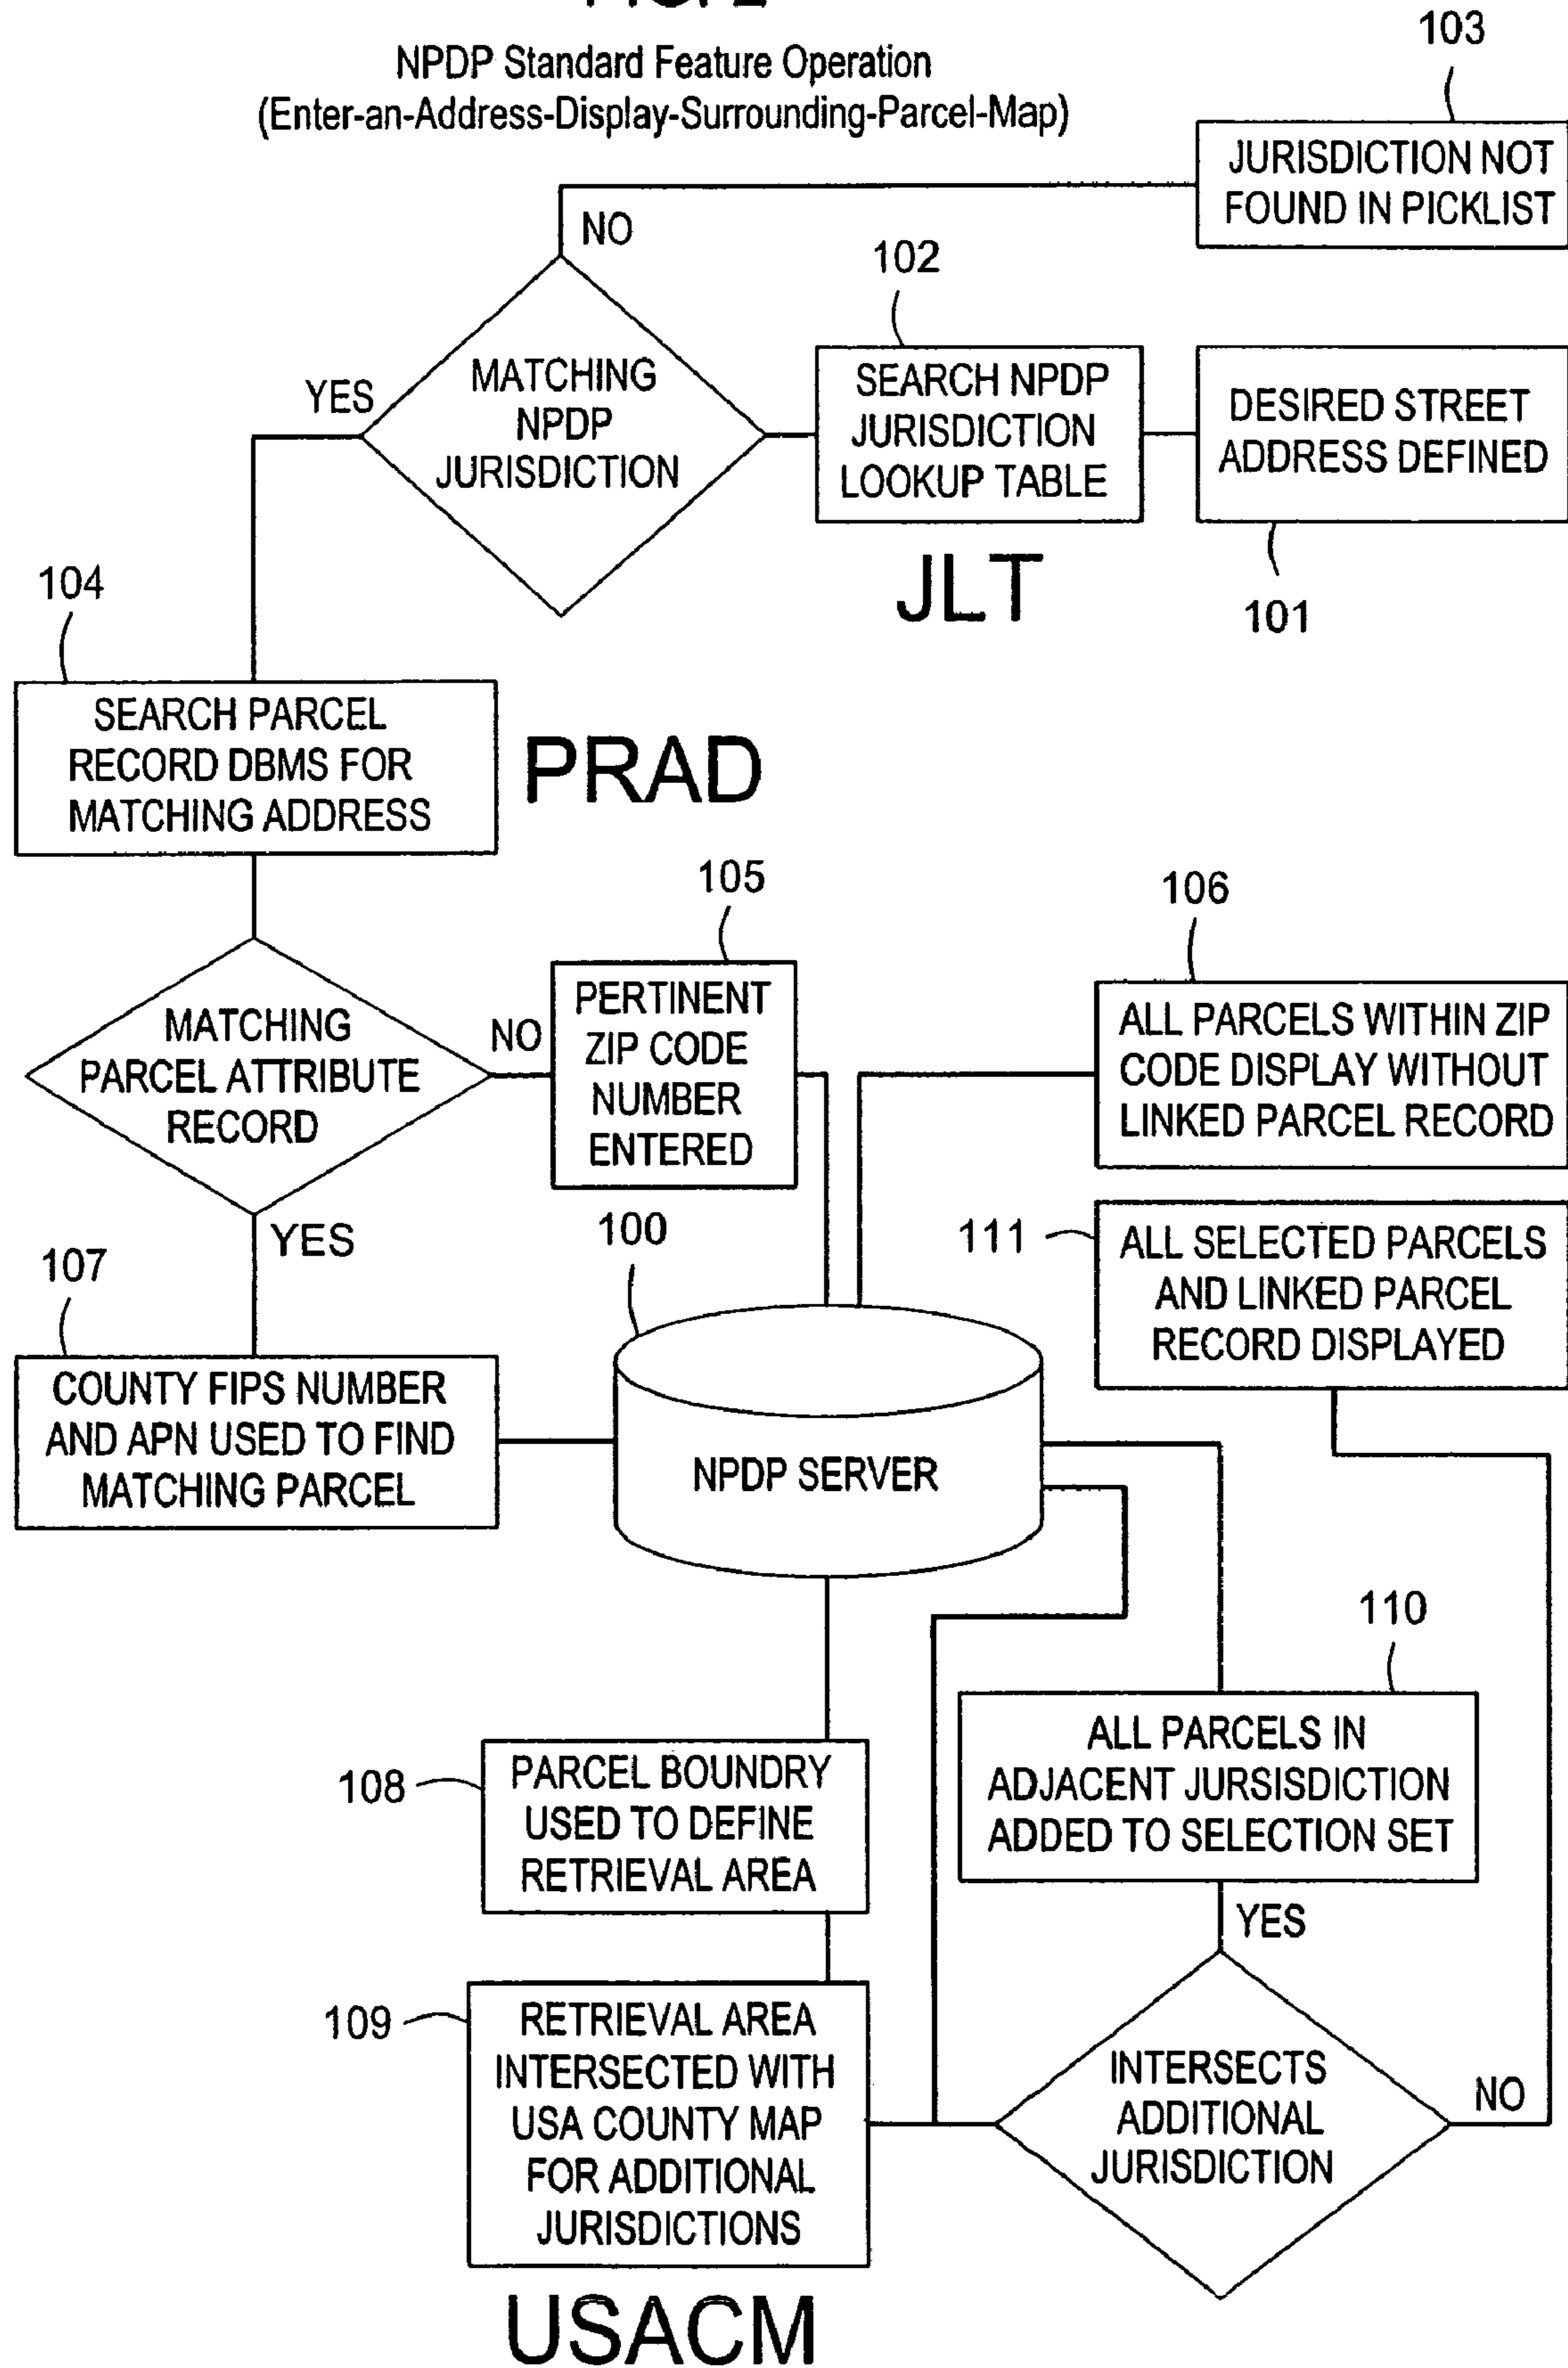 NPDP Standard Feature Operation
(Enter-an-Address-Display-Surrounding-Parcel-Map)
103
JURISDICTION NOT
FOUND IN PICKLIST
NO
102
YES
MATCHING
NPDP
JURISDICTION
SEARCH NPDP
JURISDICTION
LOOKUP TABLE
DESIRED STREET
ADDRESS DEFINED
JLT
101
104
SEARCH PARCEL
RECORD DBMS FOR
MATCHING ADDRESS
PRAD
105
106
MATCHING
PARCEL ATTRIBUTE
RECORD
NO
PERTINENT
ZIP CODE
NUMBER
ENTERED
ALL PARCELS WITHIN ZIP
CODE DISPLAY WITHOUT
LINKED PARCEL RECORD
YES
100
111
ALL SELECTED PARCELS
AND LINKED PARCEL
RECORD DISPLAYED
107
COUNTY FIPS NUMBER
AND APN USED TO FIND
MATCHING PARCEL
NPDP SERVER
110
108
PARCEL BOUNDRY
USED TO DEFINE
RETRIEVAL AREA
ALL PARCELS IN
ADJACENT JURSISDICTION
ADDED TO SELECTION SET
YES
109
RETRIEVAL AREA
INTERSECTED WITH
USA COUNTY MAP
FOR ADDITIONAL
JURISDICTIONS
INTERSECTS
ADDITIONAL
JURISDICTION
NO
USACM